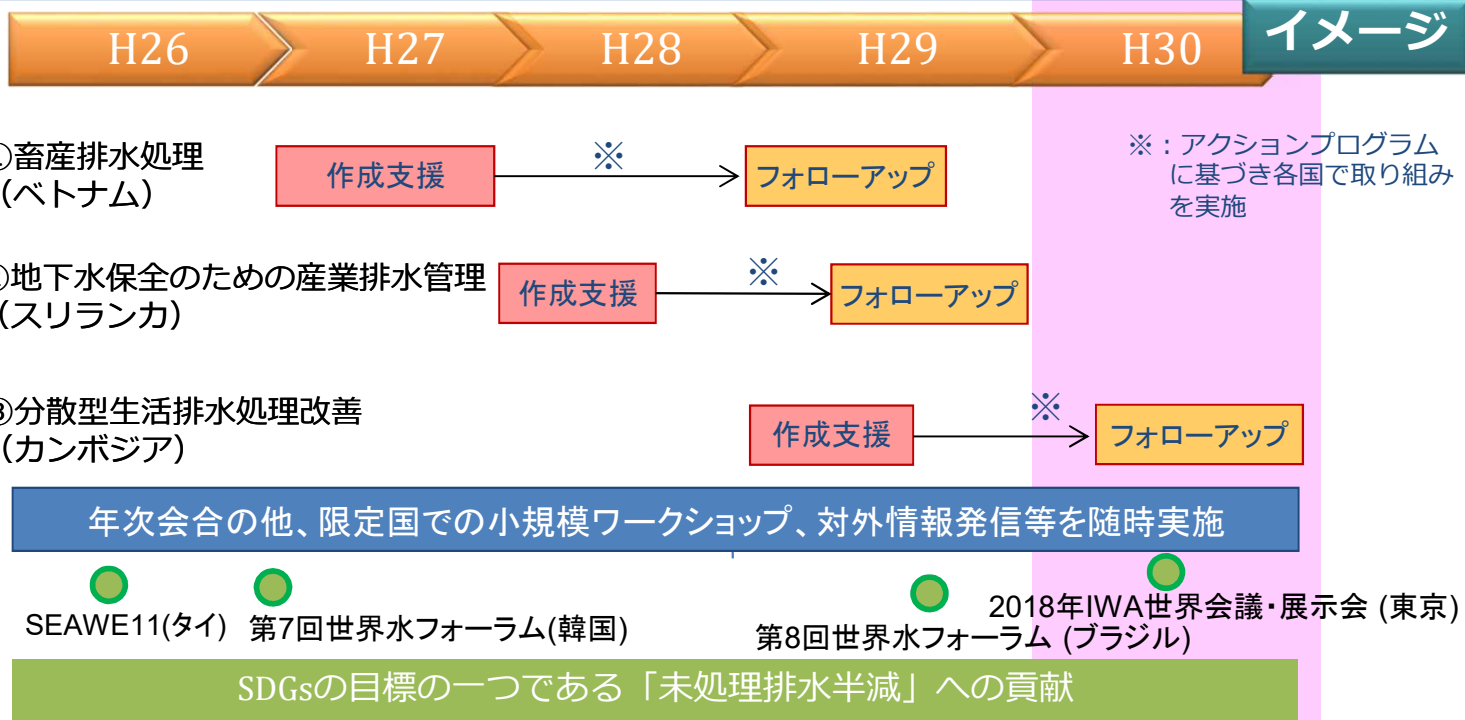 H26
H27
H28
H29
H30
イメージ
畜産排水処理
(ベトナム)
作成支援
※
フォローアップ
※：アクションプログラム
に基づき各国で取り組み
を実施
地下水保全のための産業排水管理
(スリランカ)
作成支援
※
フォローアップ
③分散型生活排水処理改善
(カンボジア)
作成支援
※
フォローアップ
年次会合の他、限定国での小規模ワークショップ、対外情報発信等を随時実施
SEAWE11(タイ)
第7回世界水フォーラム(韓国)
第8回世界水フォーラム (ブラジル)
2018年IWA世界会議・展示会 (東京)
SDGsの目標の一つである「未処理排水半減」への貢献